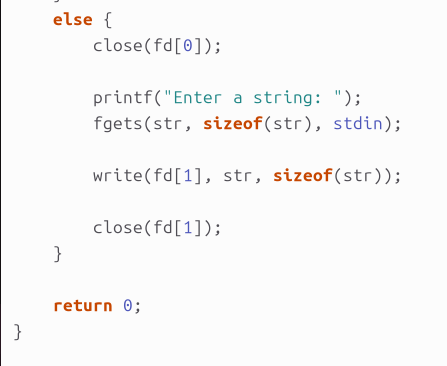 else {
close(fd[0]);
printf("Enter a string: ");
fgets(str, sizeof(str), stdin);
write(fd[1], str, sizeof(str));
close(fd[1]);
}
return 0;
}